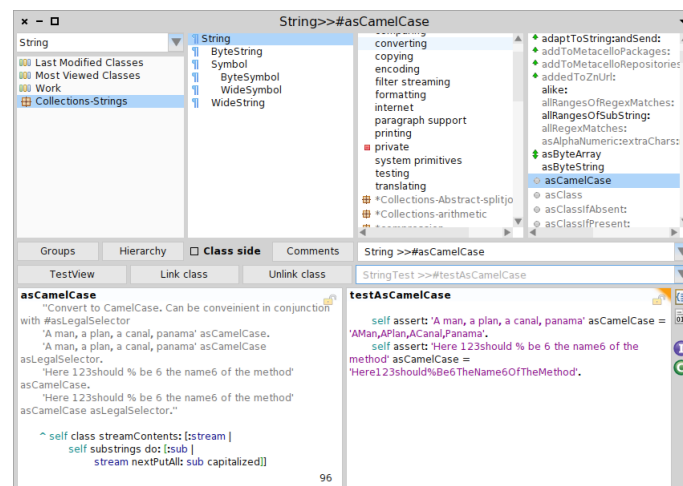 String>>#asCamelCase
String
Last Modified Classes
Most Viewed Classes
Work
Collections-Strings
String
ByteString
Symbol
ByteSymbol
WideSymbol
WideString
converting
copying
encoding
filter streaming
formatting
internet
paragraph support
printing
private
system primitives
testing
translating
*Collections-Abstract-splitjo
*Collections-arithmetic
adaptToString:andSend:
addToMetacelloPackages:
addToMetacelloRepositories
addedToZnUrl:
alike:
allRangesOfRegexMatches:
allRangesOfSubString:
allRegexMatches:
asAlphaNumeric:extraChars:
asByteArray
asByteString
asCamelCase
asClass
asClassIfAbsent:
asClassIfPresent:
Groups
Hierarchy
Class side
Comments
String >>#asCamelCase
TestView
Link class
Unlink class
StringTest >>#testAsCamelCase
asCamelCase
"Convert to CamelCase. Can be conveinient in conjunction
with #asLegalSelector
'A man, a plan, a canal, panama' asCamelCase.
'A man, a plan, a canal, panama' asCamelCase
asLegalSelector.
'Here 123should % be 6 the name6 of the method'
asCamelCase.
'Here 123should % be 6 the name6 of the method'
asCamelCase asLegalSelector."
^ self class streamContents: [:stream |
self substrings do: [:sub |
stream nextPutAll: sub capitalized]]
96
testAsCamelCase
self assert: 'A man, a plan, a canal, panama' asCamelCase =
'AMan,APlan,ACanal,Panama'.
self assert: 'Here 123should % be 6 the name6 of the
method' asCamelCase =
'Here123should%Be6TheName6OfTheMethod'.